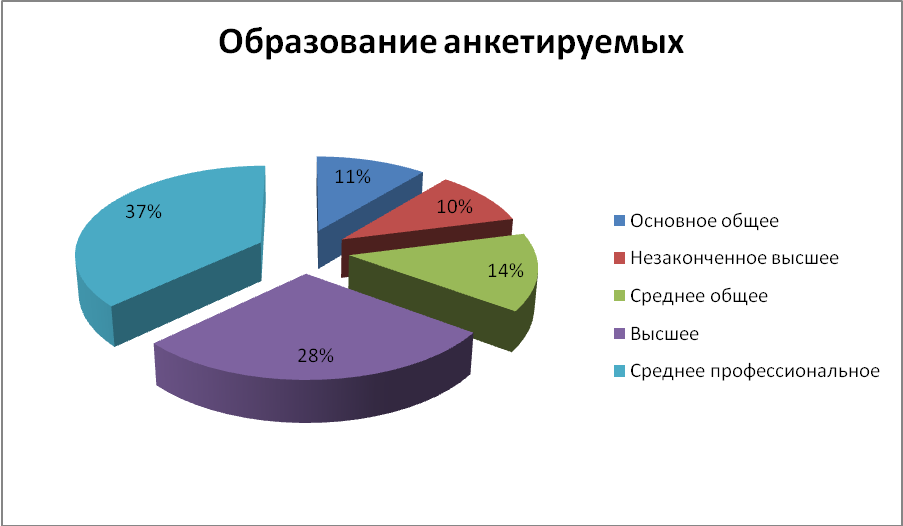 Образование анкетируемых
11%
10%
37%
14%
28%
Основное общее
Незаконченное высшее
Среднее общее
Высшее
Среднее профессиональное